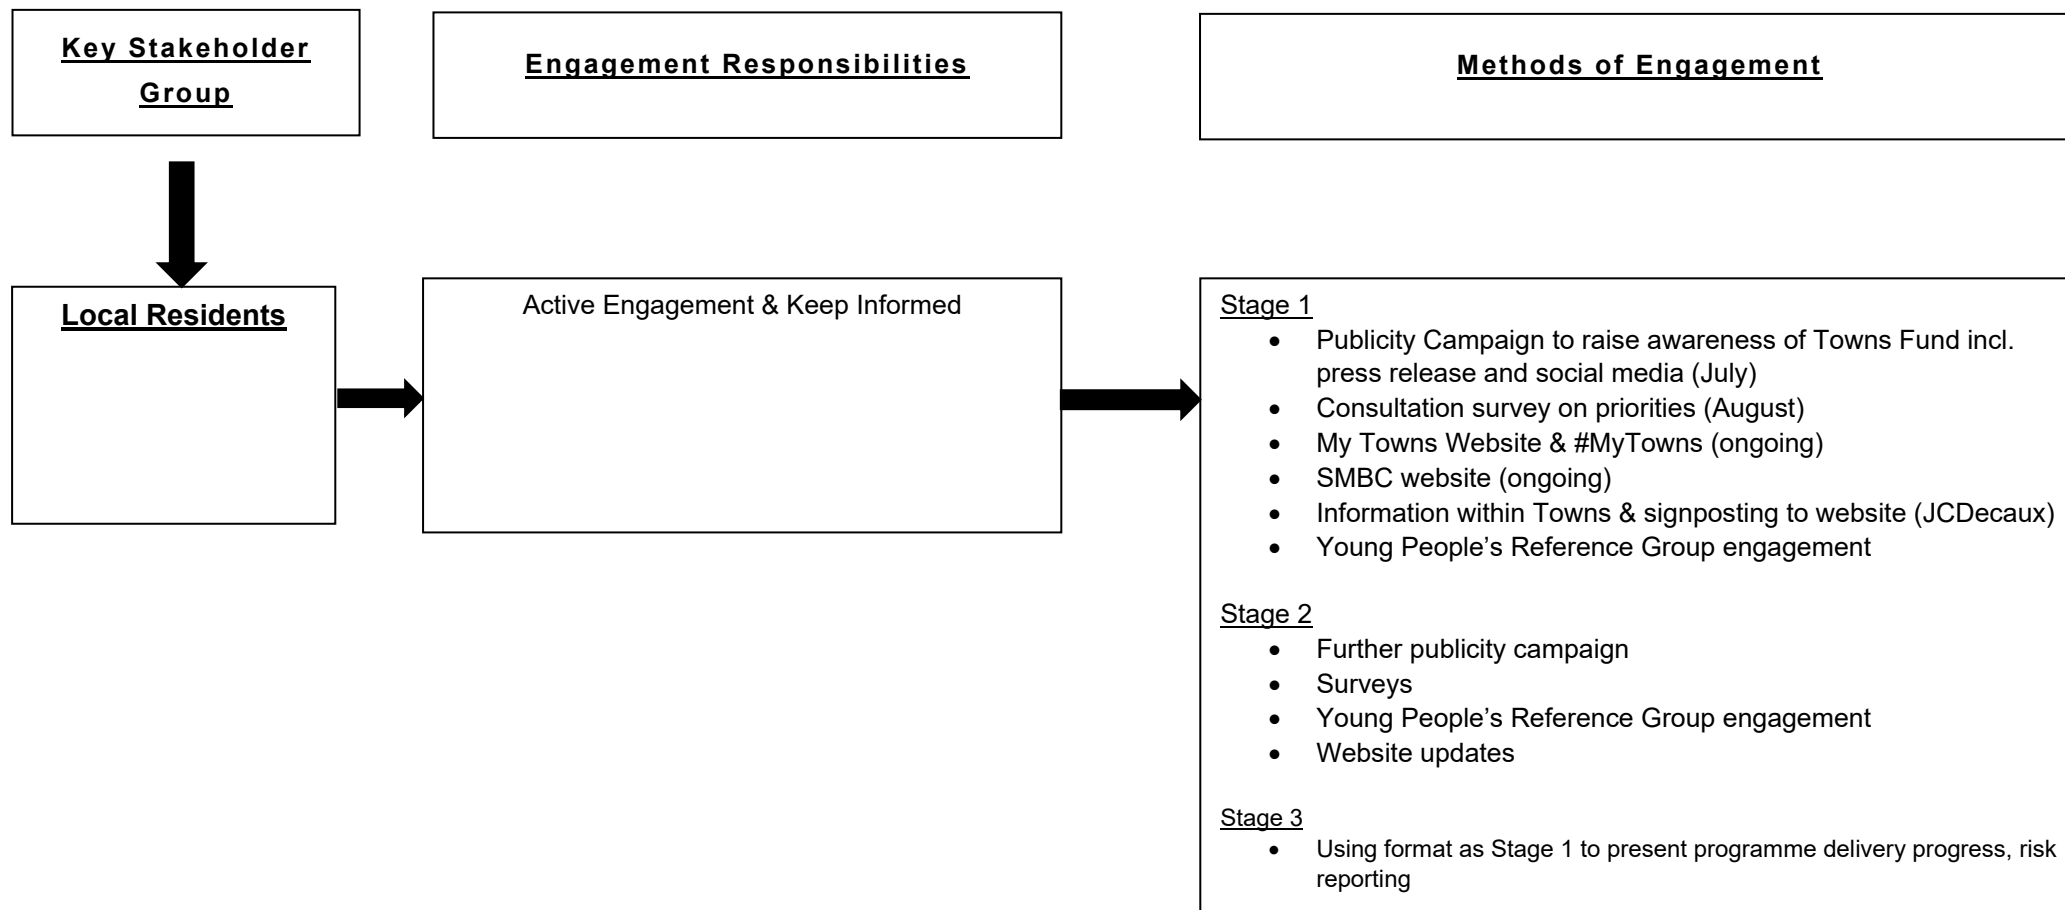 Key Stakeholder
Group
Engagement Responsibilities
Methods of Engagement
Local Residents
Active Engagement & Keep Informed
Stage 1
• Publicity Campaign to raise awareness of Towns Fund incl.
press release and social media (July)
• Consultation survey on priorities (August)
• My Towns Website & #MyTowns (ongoing)
• SMBC website (ongoing)
• Information within Towns & signposting to website (JCDecaux)
• Young People’s Reference Group engagement
Stage 2
• Further publicity campaign
• Surveys
• Young People’s Reference Group engagement
• Website updates
Stage 3
• Using format as Stage 1 to present programme delivery progress, risk
reporting